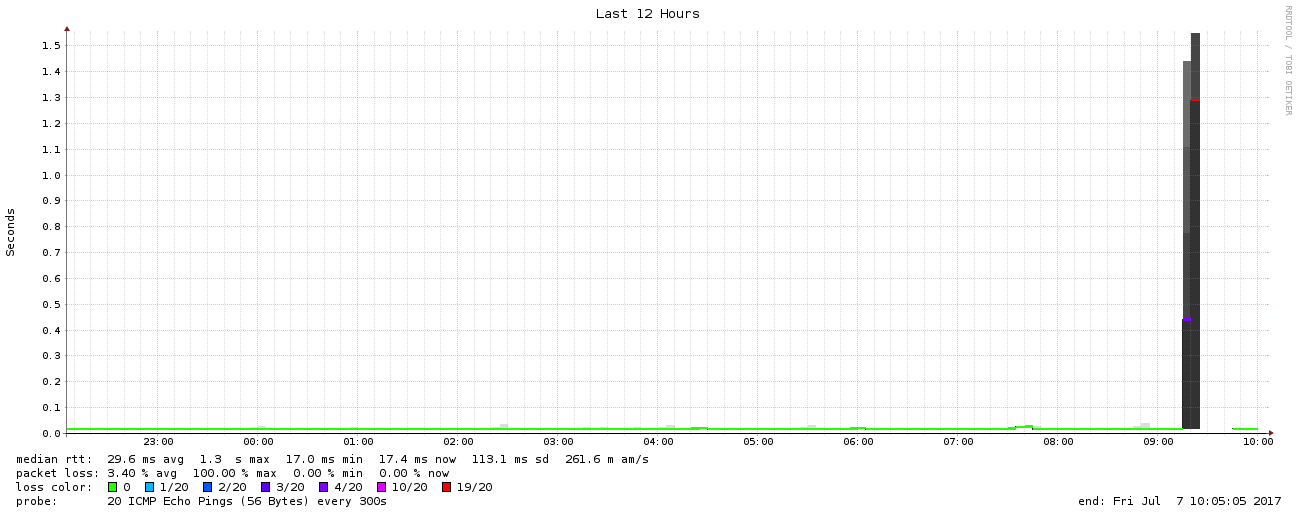 Last 12 Hours
RRDTOOL / TOBI OETIKER
Seconds
1.5
1.4
1.3
1.2
1.1
1.0
0.9
0.8
0.7
0.6
0.5
0.4
0.3
0.2
0.1
0.0
23:00 00:00 01:00 02:00 03:00 04:00 05:00 06:00 07:00 08:00 09:00 10:00
median rtt: 29.6 ms avg 1.3 s max 17.0 ms min 17.4 ms now 113.1 ms sd 261.6 m am/s
packet loss: 3.40 % avg 100.00 % max 0.00 % min 0.00 % now
loss color: 0 1/20 2/20 3/20 4/20 10/20 19/20
probe: 20 ICMP Echo Pings (56 Bytes) every 300s end: Fri Jul 7 10:05:05 2017